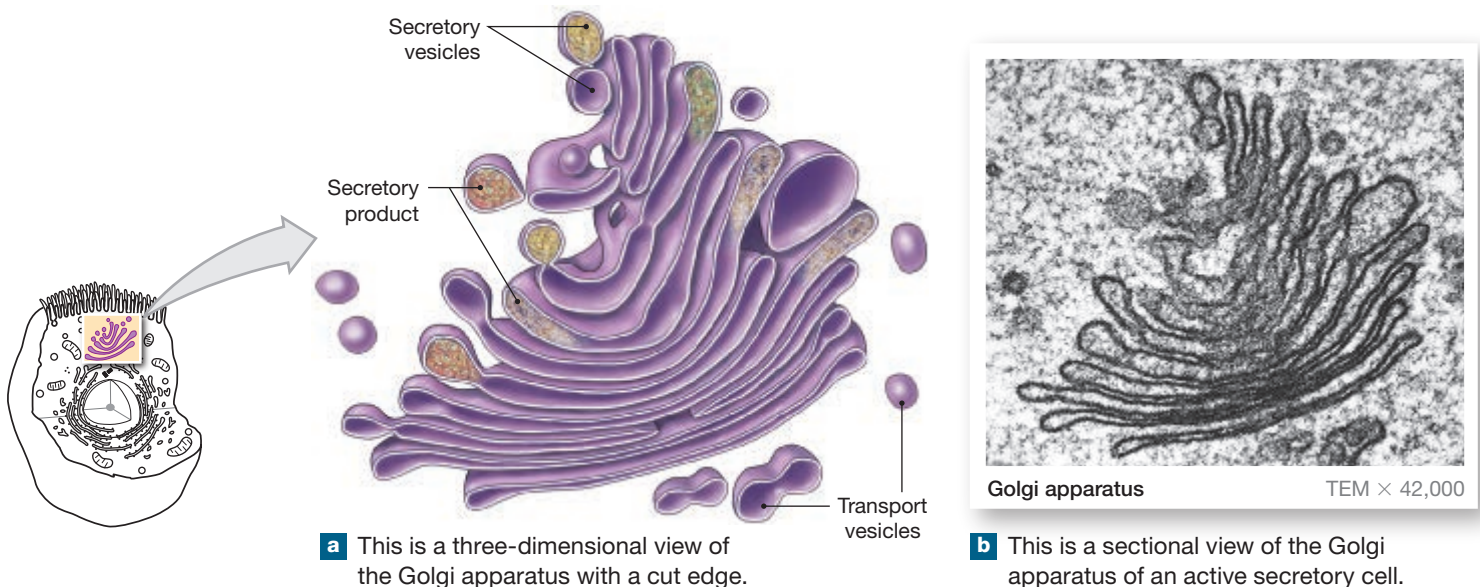 Secretory
vesicles
Secretory
product
Transport
vesicles
a This is a three-dimensional view of
the Golgi apparatus with a cut edge.
Golgi apparatus TEM × 42,000
b This is a sectional view of the Golgi
apparatus of an active secretory cell.